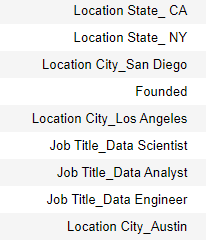 Location State_ CA
Location State_ NY
Location City_San Diego
Founded
Location City_Los Angeles
Job Title_Data Scientist
Job Title_Data Analyst
Job Title_Data Engineer
Location City_Austin